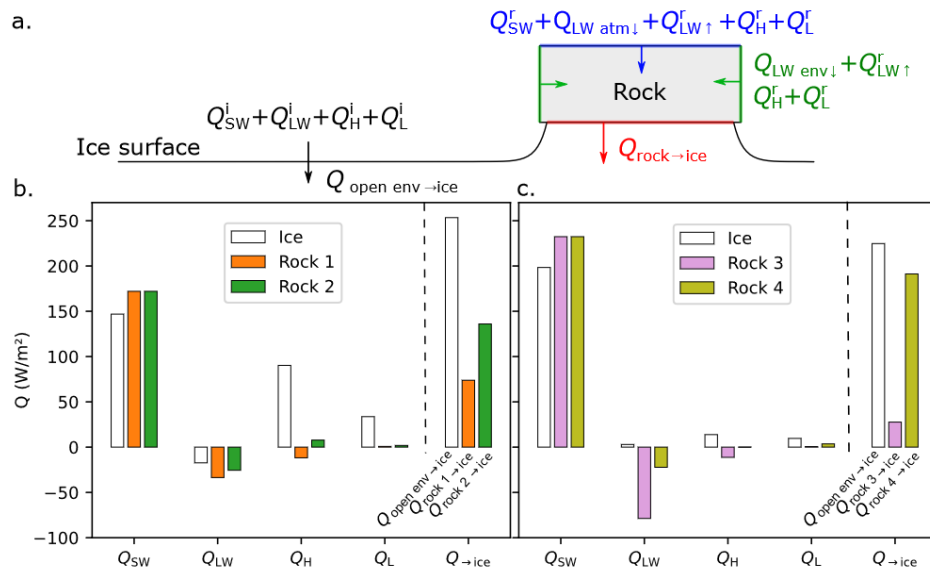 a.
Q^r_SW+Q_LW atm↓+Q^r_LW↑+Q^r_H+Q^r_L
Rock
Q_LW env↓+Q^r_LW↑
Q^r_H+Q^r_L
Q^i_SW+Q^i_LW+Q^i_H+Q^i_L
Ice surface
Q_rock→ice
Q_open env→ice
b.
Q (W/m²)
250
200
150
100
50
0
−50
−100
Ice
Rock 1
Rock 2
Q_open env→ice
Q_rock 1→ice
Q_rock 2→ice
Q_SW
Q_LW
Q_H
Q_L
Q_→ice
c.
Ice
Rock 3
Rock 4
Q_open env→ice
Q_rock 3→ice
Q_rock 4→ice
Q_SW
Q_LW
Q_H
Q_L
Q_→ice